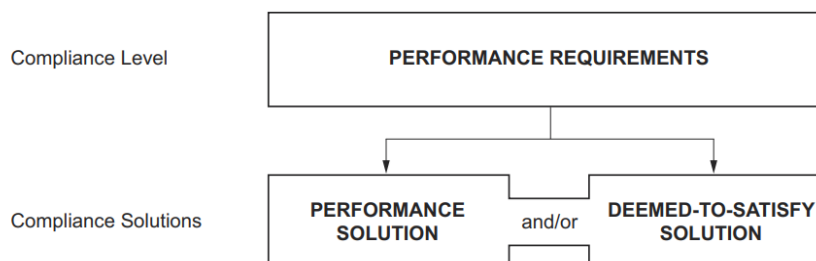 Compliance Level
PERFORMANCE REQUIREMENTS
Compliance Solutions
PERFORMANCE
SOLUTION
and/or
DEEMED-TO-SATISFY
SOLUTION